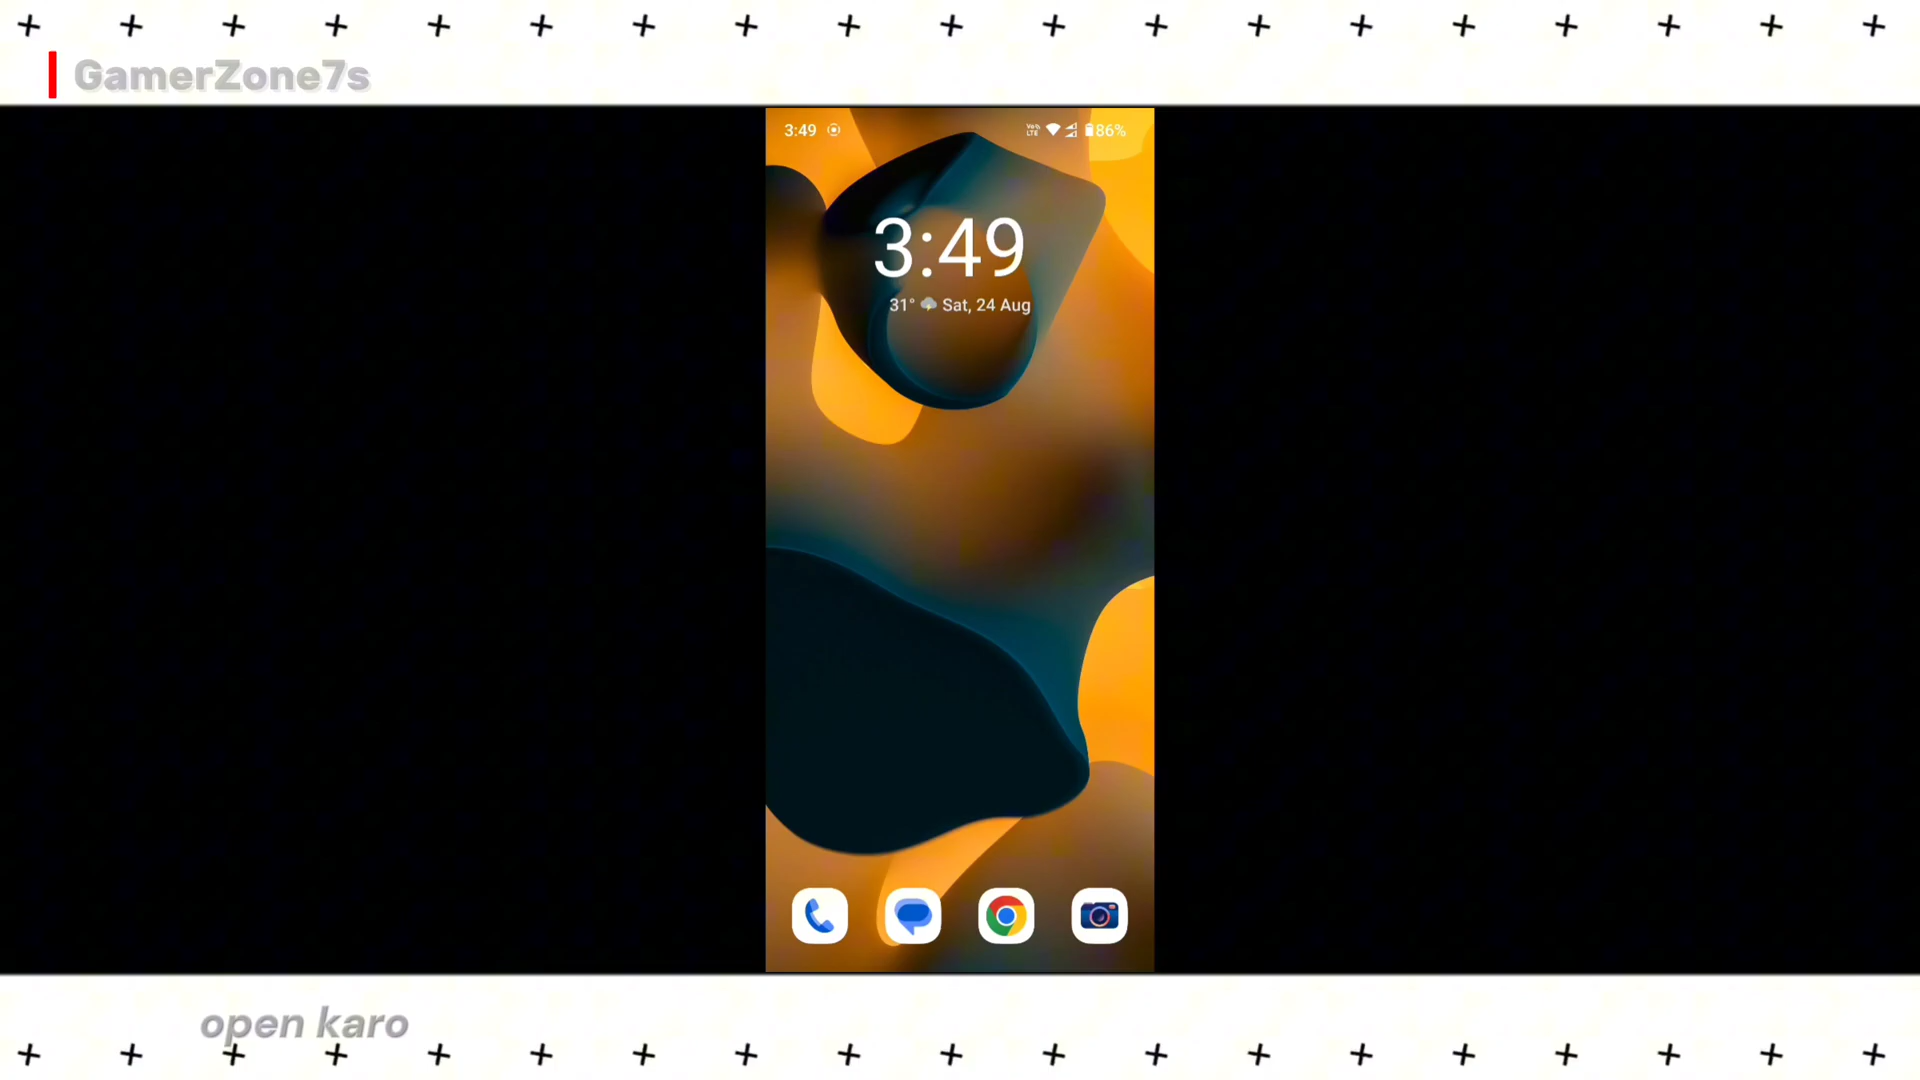 GamerZone7s
3:49 86%
3:49
31° Sat, 24 Aug
open karo